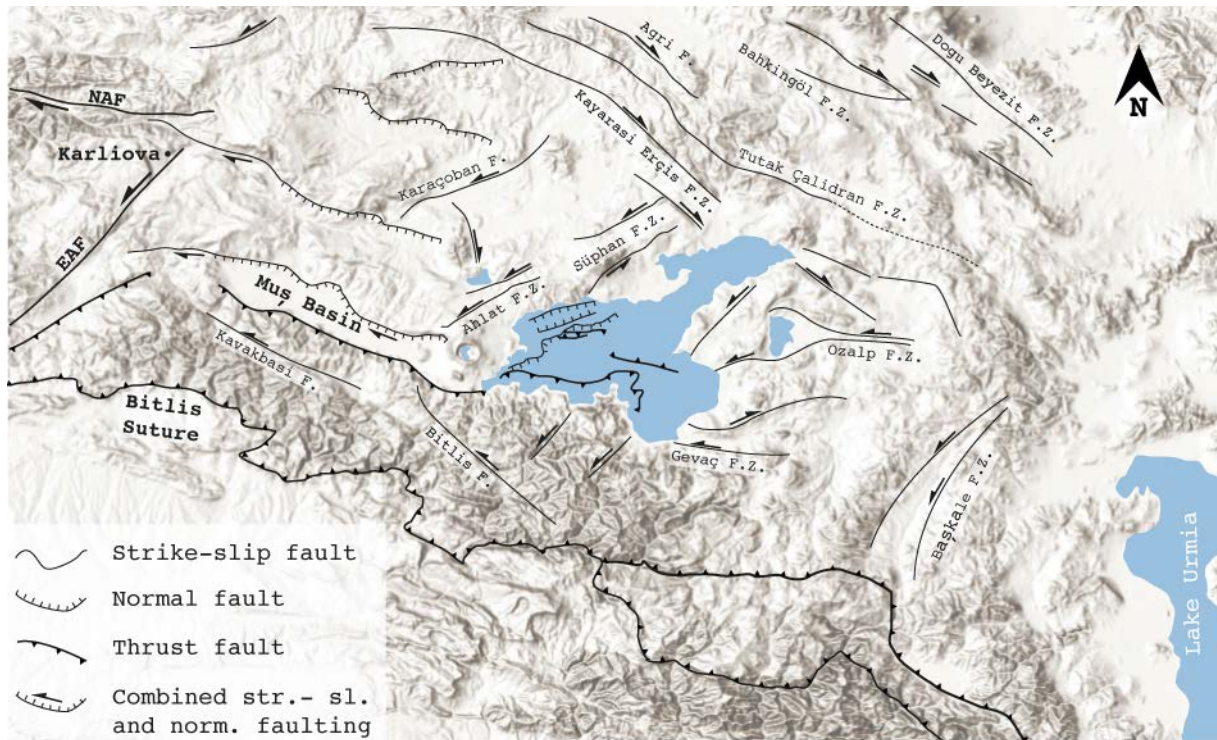 Agri F.
Bahkingöl F.Z.
Dogu Beyezit F.Z.
N
NAF
Karliova
Kayarasi Erçis F.Z.
Karaçoban F.
Tutak Çalidran F.Z.
EAF
Süphan F.Z.
Muş Basin
Ahlat F.Z.
Kavakbasi F.
Ozalp F.Z.
Bitlis
Suture
Bitlis F.
Gevaç F.Z.
Başkale F.Z.
Lake Urmia
Strike-slip fault
Normal fault
Thrust fault
Combined str.- sl.
and norm. faulting